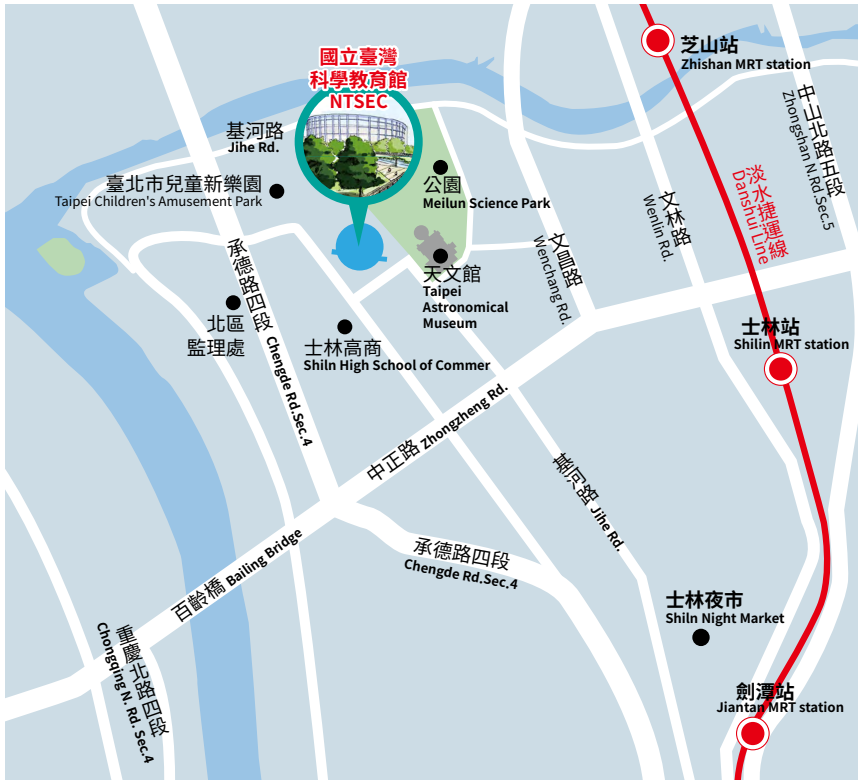 國立臺灣
科學教育館
NTSEC
芝山站
Zhishan MRT station
中山北路五段
Zhongshan N.Rd.Sec.5
基河路
Jihe Rd.
臺北市兒童新樂園
Taipei Children's Amusement Park
公園
Meilun Science Park
文林路
Wenlin Rd.
淡水捷運線
Danshui Line
文昌路
Wenchang Rd.
承德路四段
Chengde Rd.Sec.4
天文館
Taipei
Astronomical
Museum
北區
監理處
士林高商
Shiln High School of Commer
士林站
Shilin MRT station
中正路 Zhongzheng Rd.
基河路 Jihe Rd.
承德路四段
Chengde Rd.Sec.4
百齡橋 Bailing Bridge
士林夜市
Shiln Night Market
重慶北路四段
Chongqing N. Rd. Sec.4
劍潭站
Jiantan MRT station